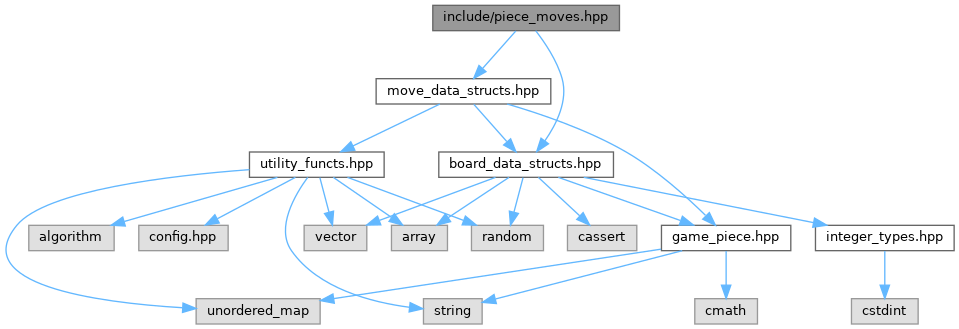 include/piece_moves.hpp
move_data_structs.hpp
utility_functs.hpp
board_data_structs.hpp
algorithm
config.hpp
vector
array
random
cassert
game_piece.hpp
integer_types.hpp
unordered_map
string
cmath
cstdint